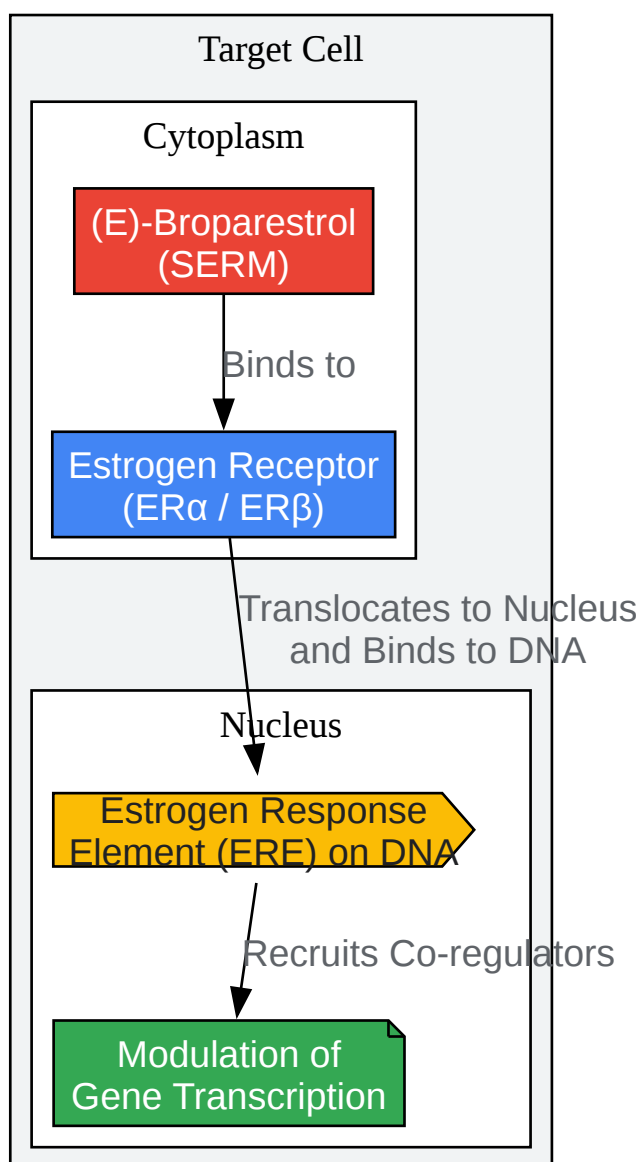 Target Cell
Cytoplasm
(E)-Broparestrol
(SERM)
Binds to
Estrogen Receptor
(ERα / ERβ)
Translocates to Nucleus
and Binds to DNA
Nucleus
Estrogen Response
Element (ERE) on DNA
Recruits Co-regulators
Modulation of
Gene Transcription